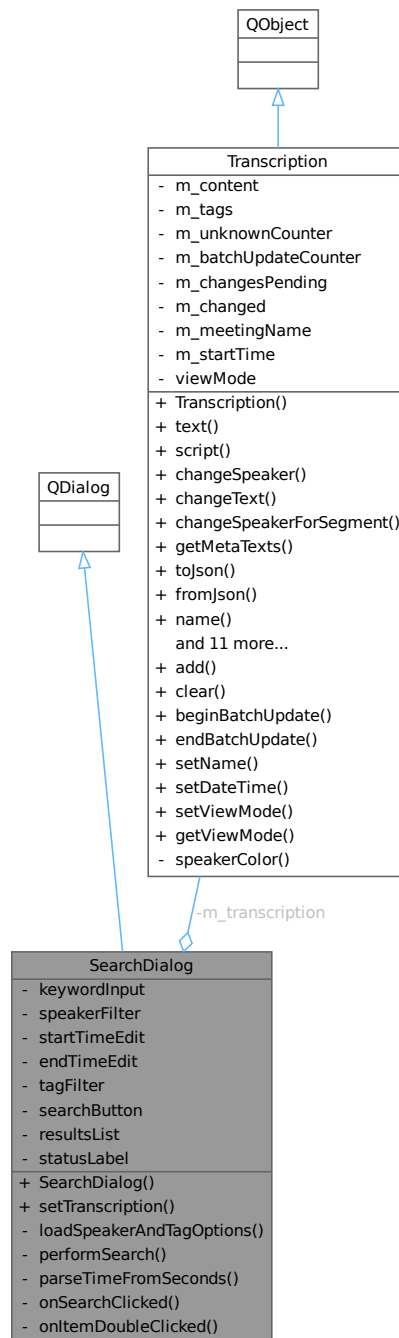 QObject
Transcription
- m_content
- m_tags
- m_unknownCounter
- m_batchUpdateCounter
- m_changesPending
- m_changed
- m_meetingName
- m_startTime
- viewMode
+ Transcription()
+ text()
+ script()
+ changeSpeaker()
+ changeText()
+ changeSpeakerForSegment()
+ getMetaTexts()
+ toJson()
+ fromJson()
+ name()
and 11 more...
+ add()
+ clear()
+ beginBatchUpdate()
+ endBatchUpdate()
+ setName()
+ setDateTime()
+ setViewMode()
+ getViewMode()
- speakerColor()
QDialog
-m_transcription
SearchDialog
- keywordInput
- speakerFilter
- startTimeEdit
- endTimeEdit
- tagFilter
- searchButton
- resultsList
- statusLabel
+ SearchDialog()
+ setTranscription()
- loadSpeakerAndTagOptions()
- performSearch()
- parseTimeFromSeconds()
- onSearchClicked()
- onItemDoubleClicked()